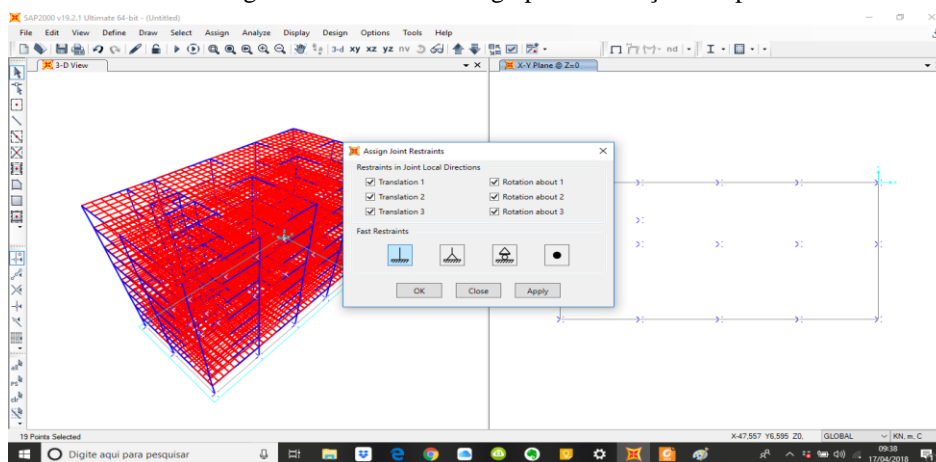 SAP2000 v19.2.1 Ultimate 64-bit - (Untitled)
File Edit View Define Draw Select Assign Analyze Display Design Options Tools Help
3-d xy xz yz nv nd
3-D View
X-Y Plane @ Z=0
Assign Joint Restraints
Restraints in Joint Local Directions
Translation 1 Rotation about 1
Translation 2 Rotation about 2
Translation 3 Rotation about 3
Fast Restraints
OK Close Apply
19 Points Selected
X-47,557 Y6,595 Z0, GLOBAL KN, m, C
Digite aqui para pesquisar
09:38
17/04/2018